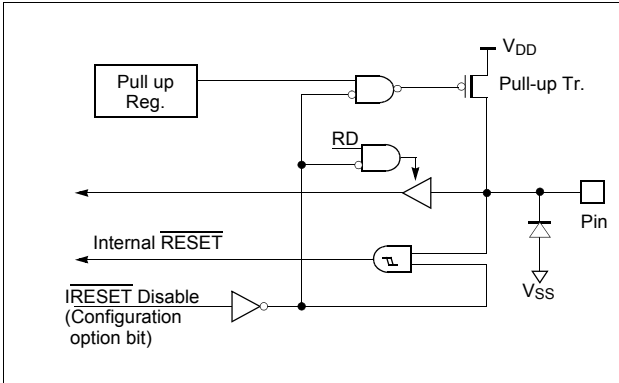 VDD
Pull up
Reg.
Pull-up Tr.
RD
Pin
Internal RESET
VSS
IRESET Disable
(Configuration
option bit)